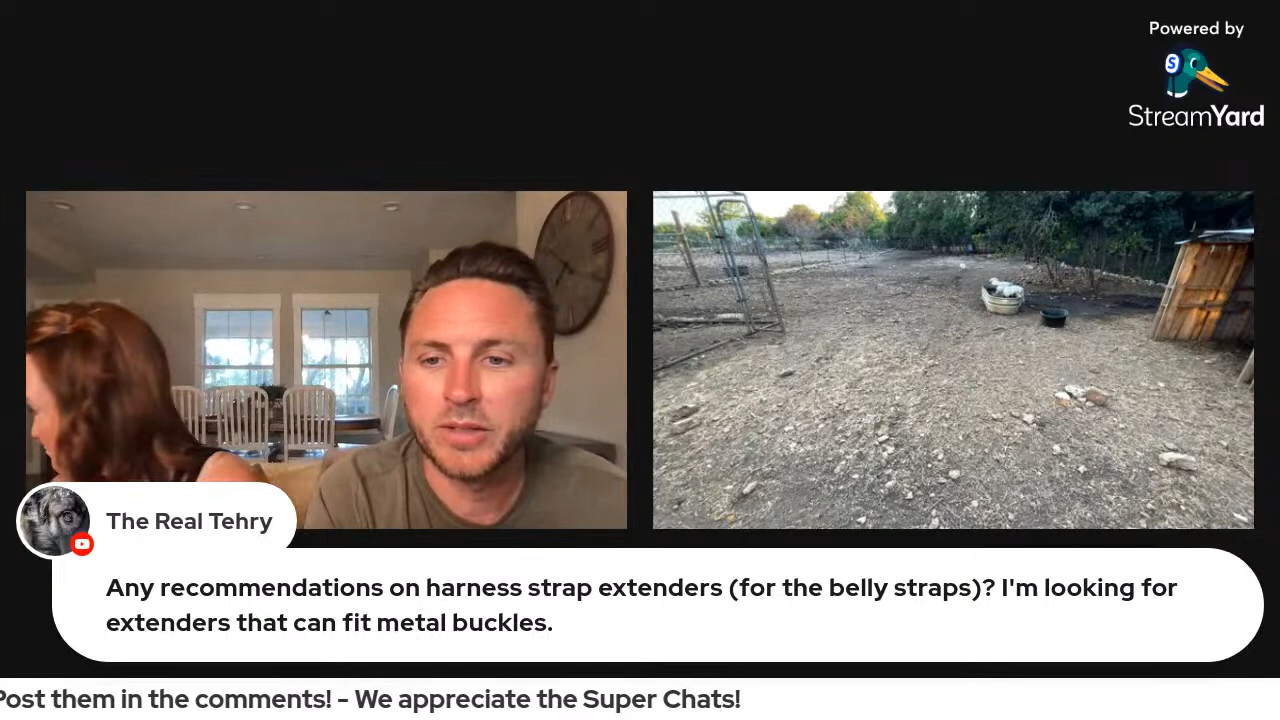 Powered by
StreamYard
The Real Tehry
Any recommendations on harness strap extenders (for the belly straps)? I'm looking for
extenders that can fit metal buckles.
Post them in the comments! - We appreciate the Super Chats!